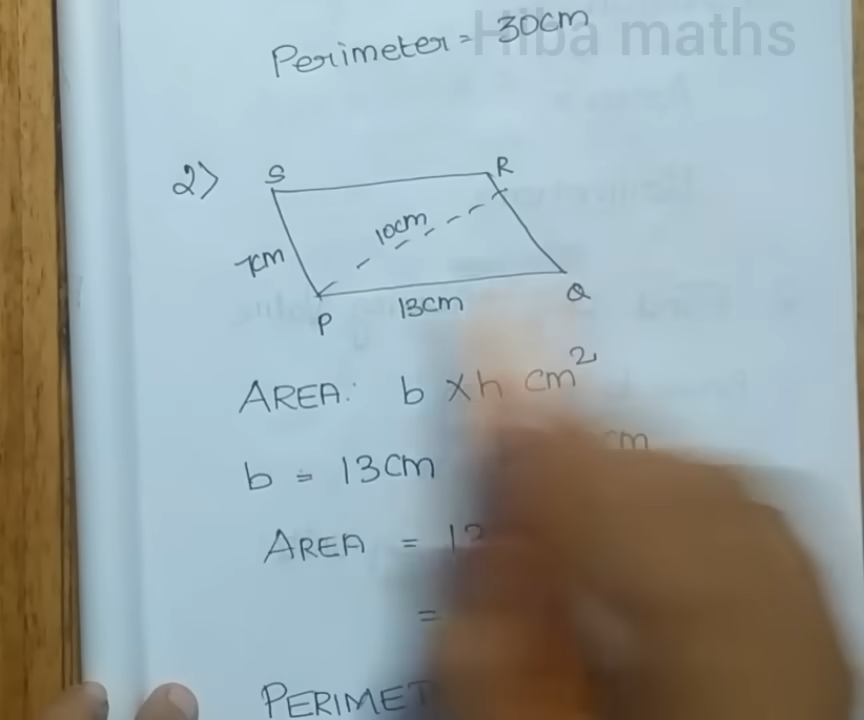 Hiba maths
Perimeter = 30cm
2)
S
R
10cm
7cm
P
13cm
Q
AREA: b x h cm²
b = 13cm
cm
AREA = 13
=
PERIMET